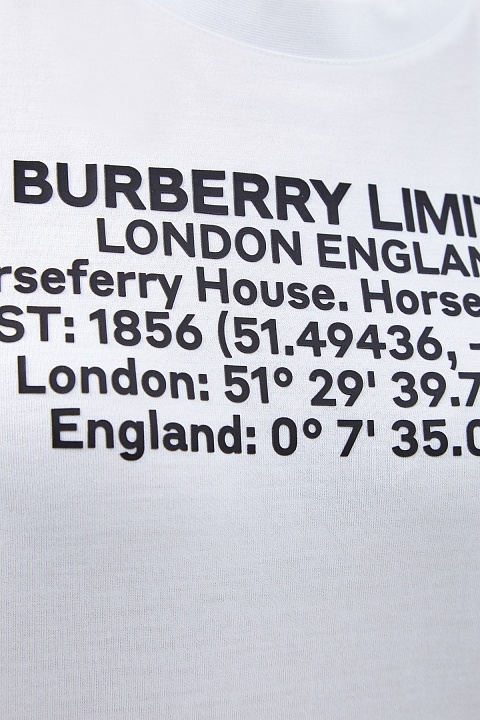 BURBERRY LIMI
LONDON ENGLAN
rseferry House. Horse
ST: 1856 (51.49436, -
London: 51° 29' 39.7
England: 0° 7' 35.0